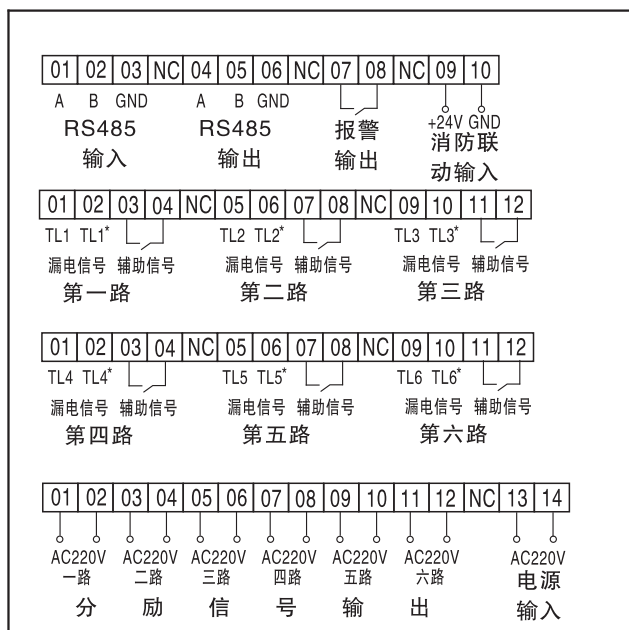 01 02 03 NC 04 05 06 NC 07 08 NC 09 10
A B GND A B GND +24V GND
RS485 RS485 报警 消防联
输入 输出 输出 动输入
01 02 03 04 NC 05 06 07 08 NC 09 10 11 12
TL1 TL1* TL2 TL2* TL3 TL3*
漏电信号 辅助信号 漏电信号 辅助信号 漏电信号 辅助信号
第一路 第二路 第三路
01 02 03 04 NC 05 06 07 08 NC 09 10 11 12
TL4 TL4* TL5 TL5* TL6 TL6*
漏电信号 辅助信号 漏电信号 辅助信号 漏电信号 辅助信号
第四路 第五路 第六路
01 02 03 04 05 06 07 08 09 10 11 12 NC 13 14
AC220V AC220V AC220V AC220V AC220V AC220V AC220V
一路 二路 三路 四路 五路 六路 电源
分励信号输出 输入